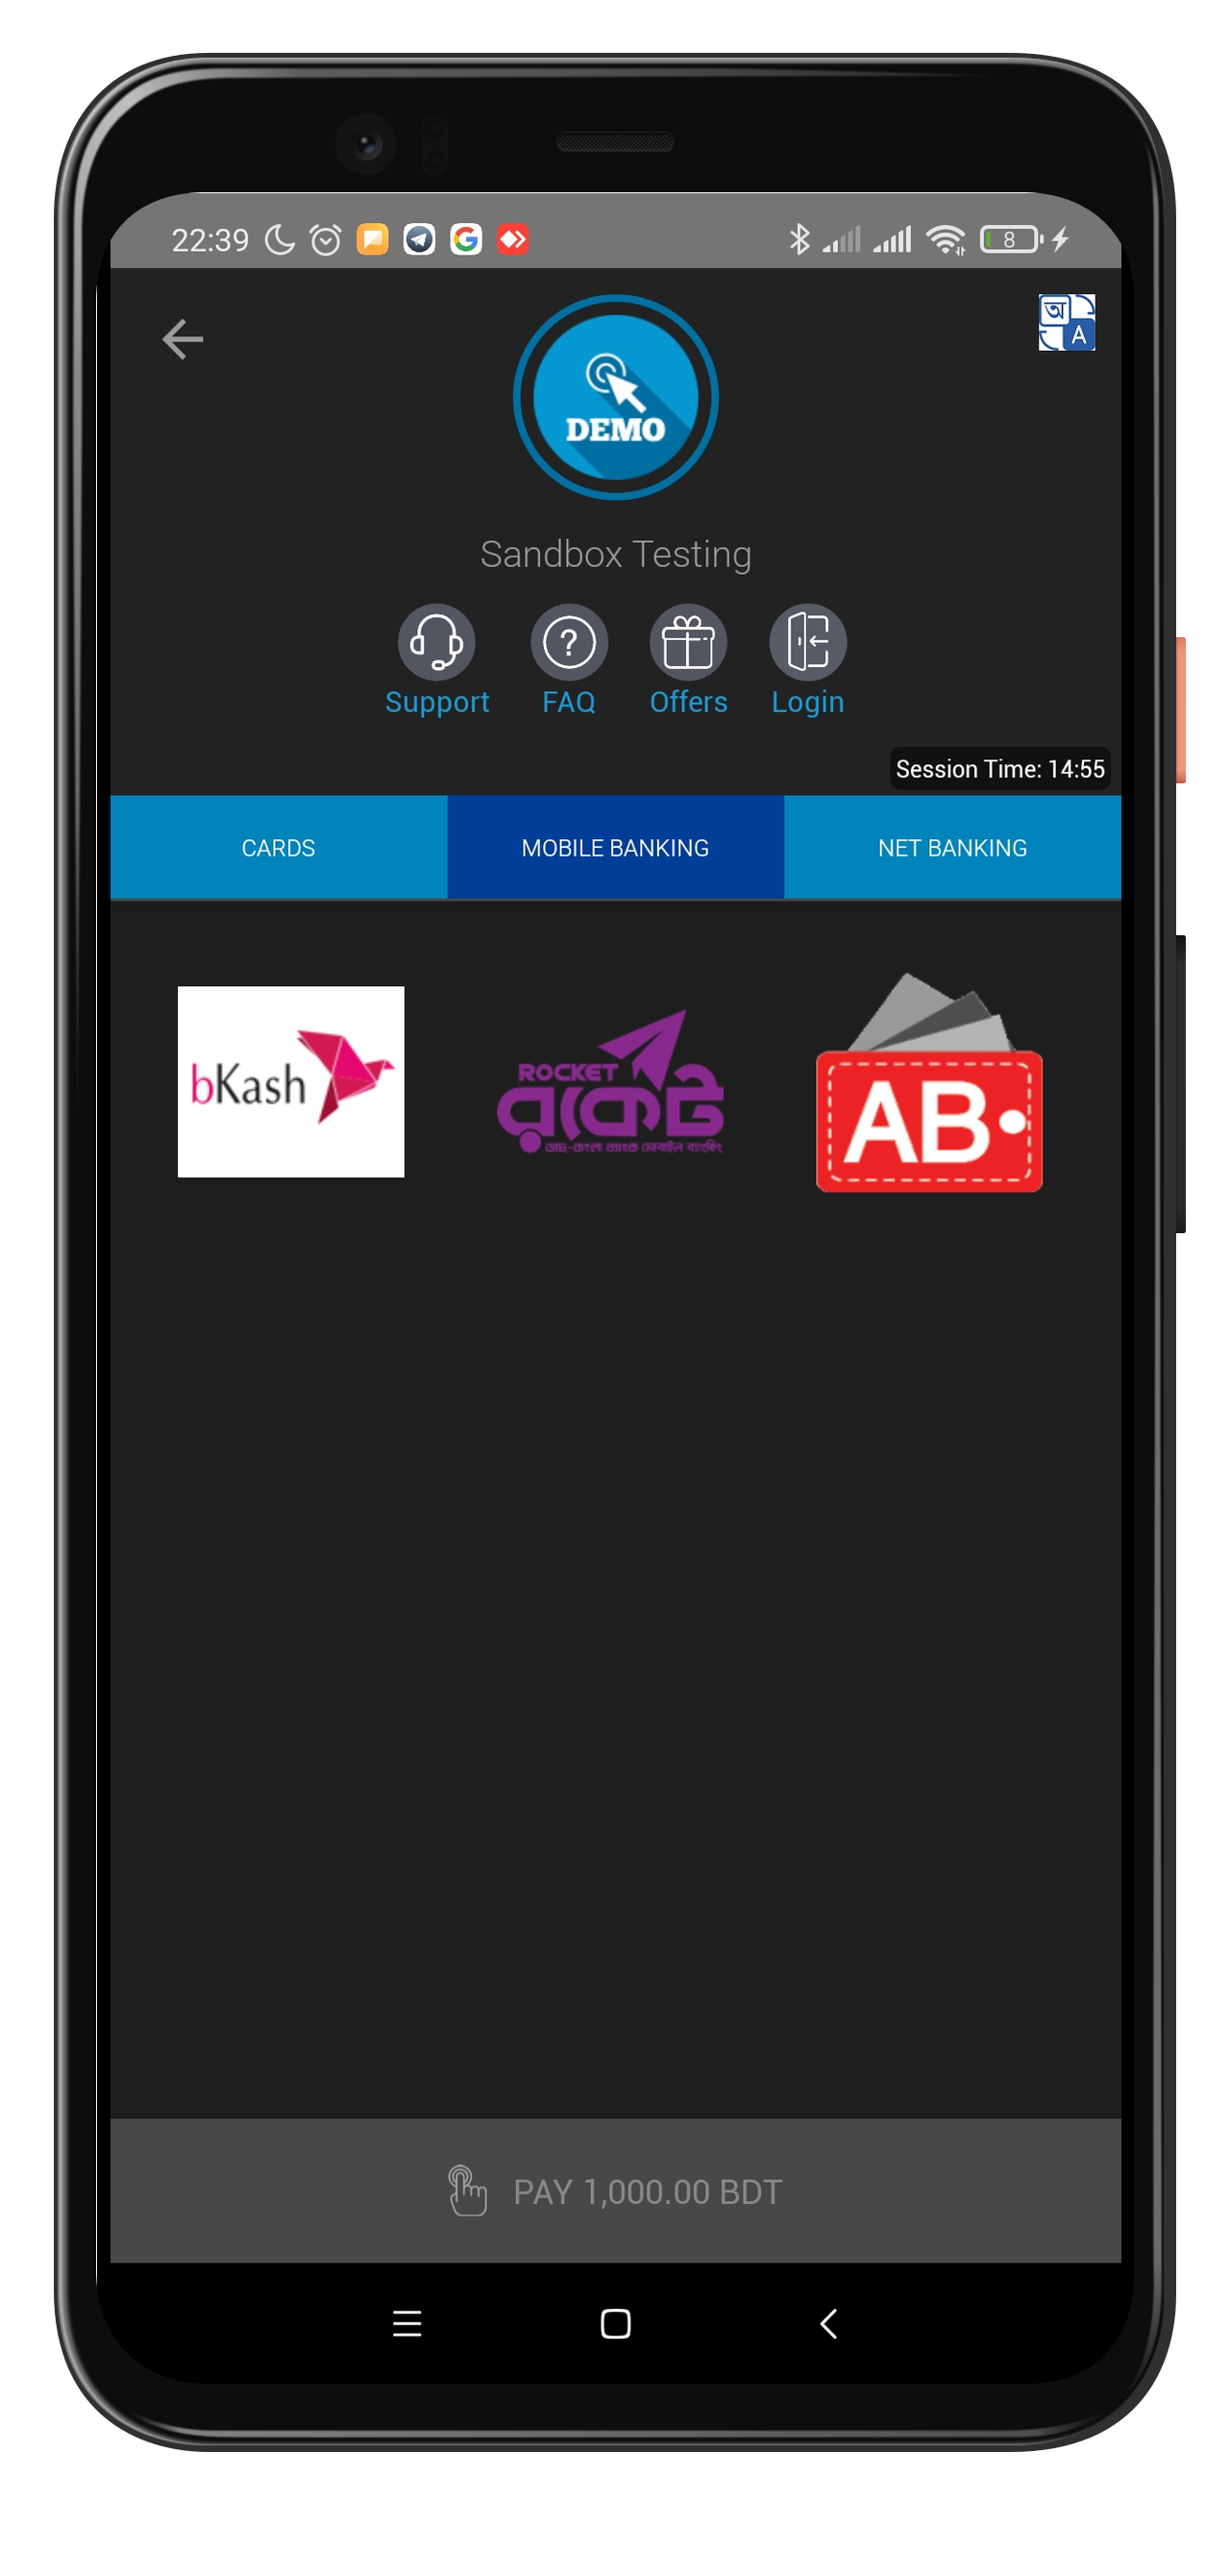 22:39
8
অ
A
DEMO
Sandbox Testing
Support FAQ Offers Login
Session Time: 14:55
CARDS MOBILE BANKING NET BANKING
bKash
ROCKET
রকেট
ডাচ্-বাংলা ব্যাংক মোবাইল ব্যাংকিং
AB
PAY 1,000.00 BDT